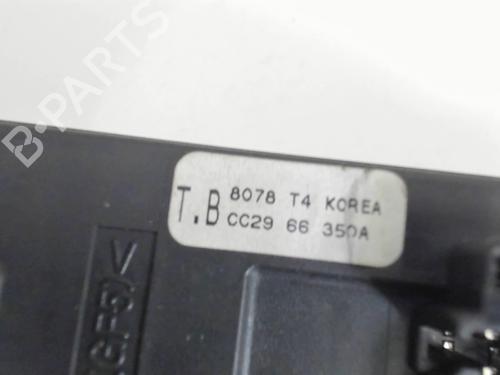 B-PARTS
T.B 8078 T4 KOREA
CC29 66 350A
V